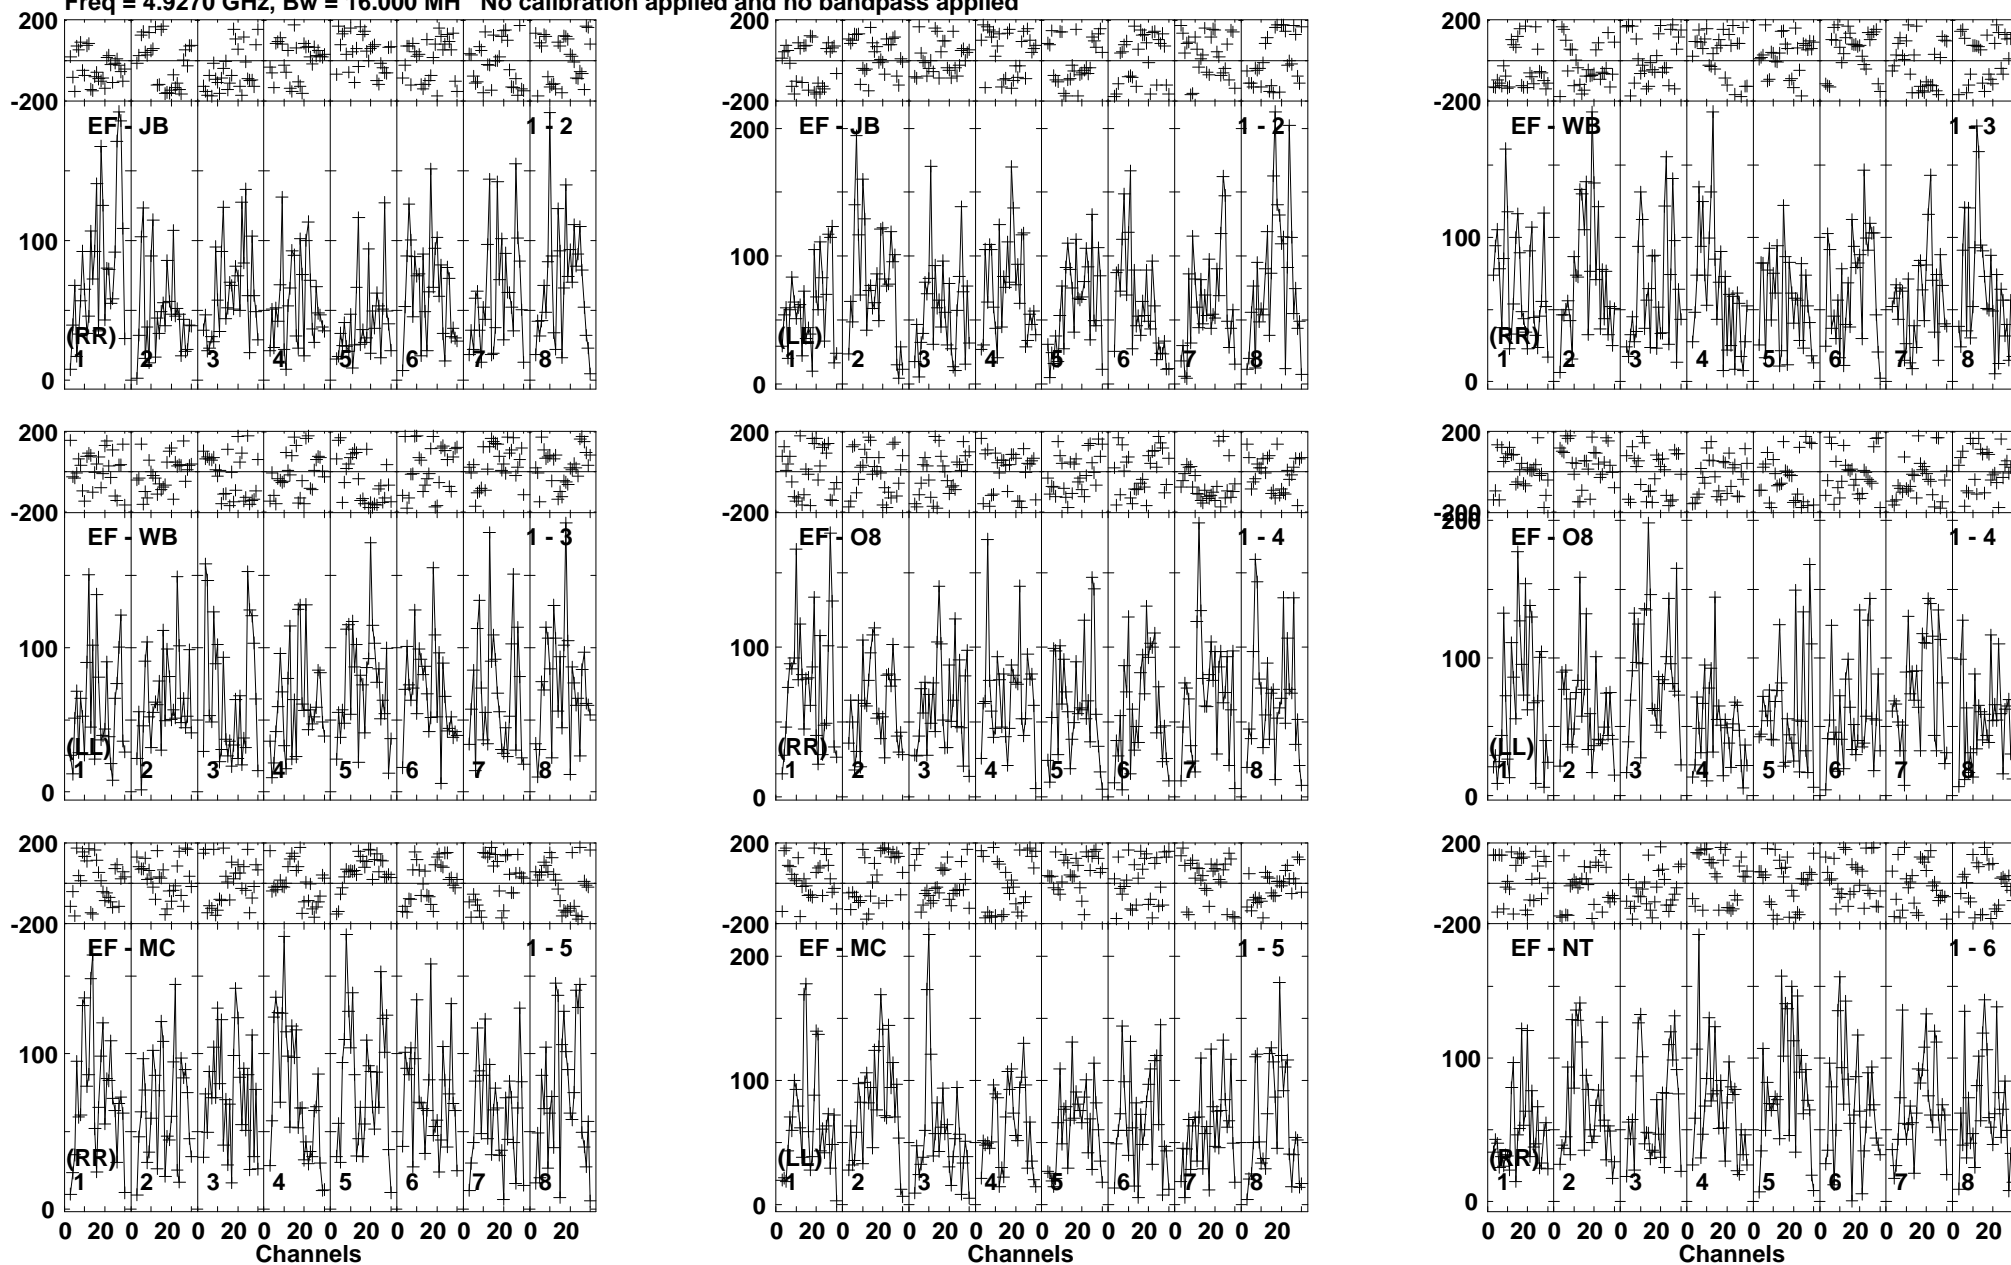 Freq = 4.9270 GHz, Bw = 16.000 MH No calibration applied and no bandpass applied
200 200 200
-200 -200 -200
EF - JB 1 - 2 EF - JB 1 - 2 EF - WB 1 - 3
200
100 100 100
(RR) (LL) (RR)
1 2 3 4 5 6 7 8 1 2 3 4 5 6 7 8 1 2 3 4 5 6 7 8
0 0 0
200 200 200
-200 -200 -200
200
EF - WB 1 - 3 EF - O8 1 - 4 EF - O8 1 - 4
100 100 100
(LL) (RR) (LL)
1 2 3 4 5 6 7 8 1 2 3 4 5 6 7 8 1 2 3 4 5 6 7 8
0 0 0
200 200 200
-200 -200 -200
EF - MC 1 - 5 EF - MC 1 - 5 EF - NT 1 - 6
200
100 100 100
(RR) (LL) (RR)
1 2 3 4 5 6 7 8 1 2 3 4 5 6 7 8 1 2 3 4 5 6 7 8
0 0 0
0 20 0 20 0 20 0 20 0 20 0 20 0 20 0 20 0 20 0 20 0 20 0 20 0 20 0 20 0 20 0 20 0 20 0 20 0 20 0 20 0 20 0 20 0 20 0 20
Channels Channels Channels